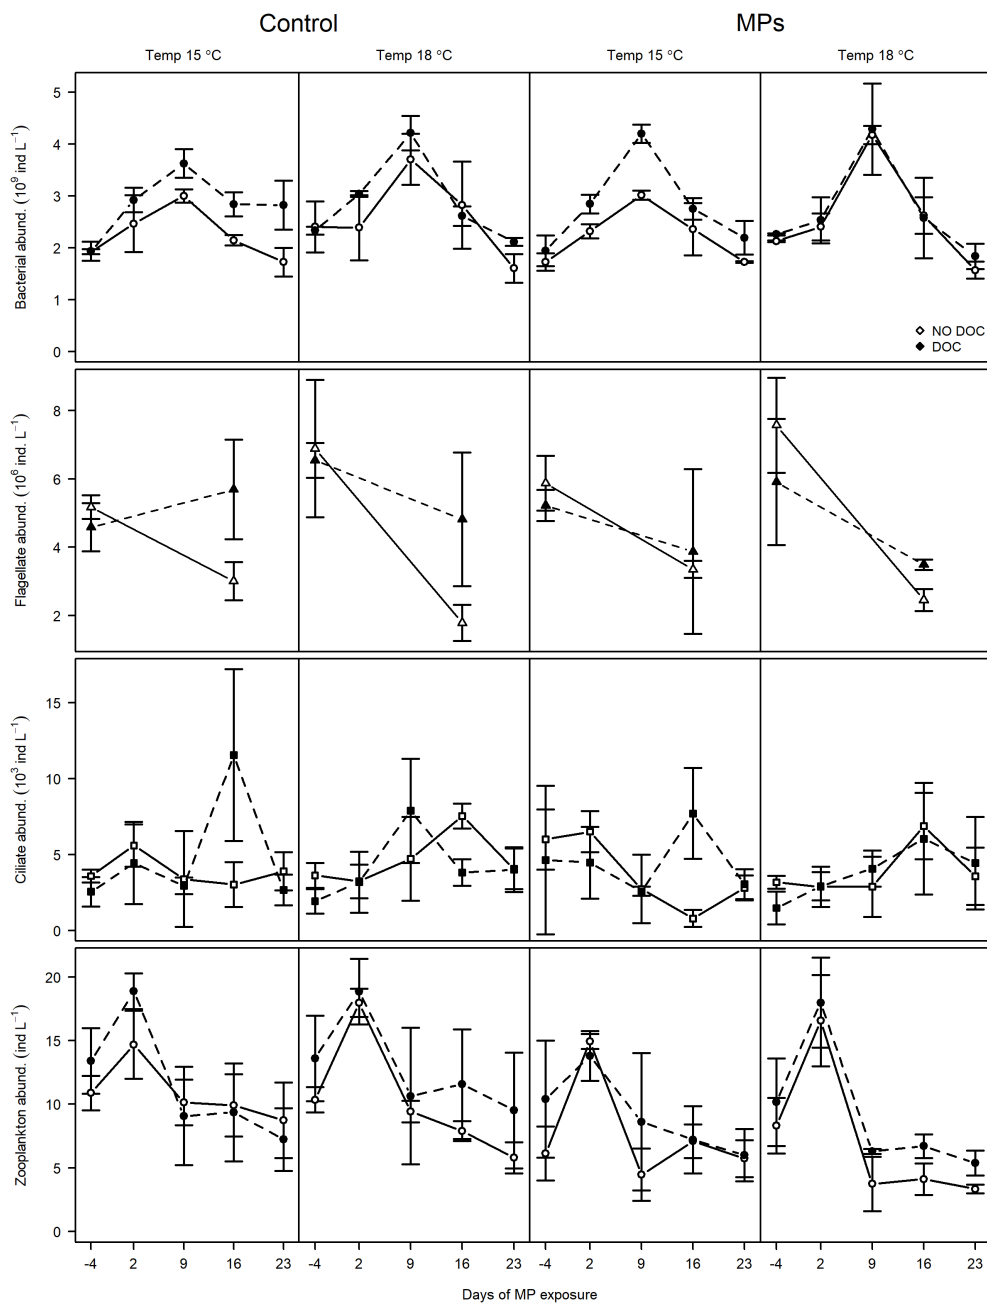 Control MPs
Temp 15 °C Temp 18 °C Temp 15 °C Temp 18 °C
Bacterial abund. (10⁹ ind L⁻¹)
5
4
3
2
1
0
NO DOC
DOC
Flagellate abund. (10⁶ ind. L⁻¹)
8
6
4
2
Ciliate abund. (10³ ind L⁻¹)
15
10
5
0
Zooplankton abund. (ind L⁻¹)
20
15
10
5
0
-4 2 9 16 23 -4 2 9 16 23 -4 2 9 16 23 -4 2 9 16 23
Days of MP exposure